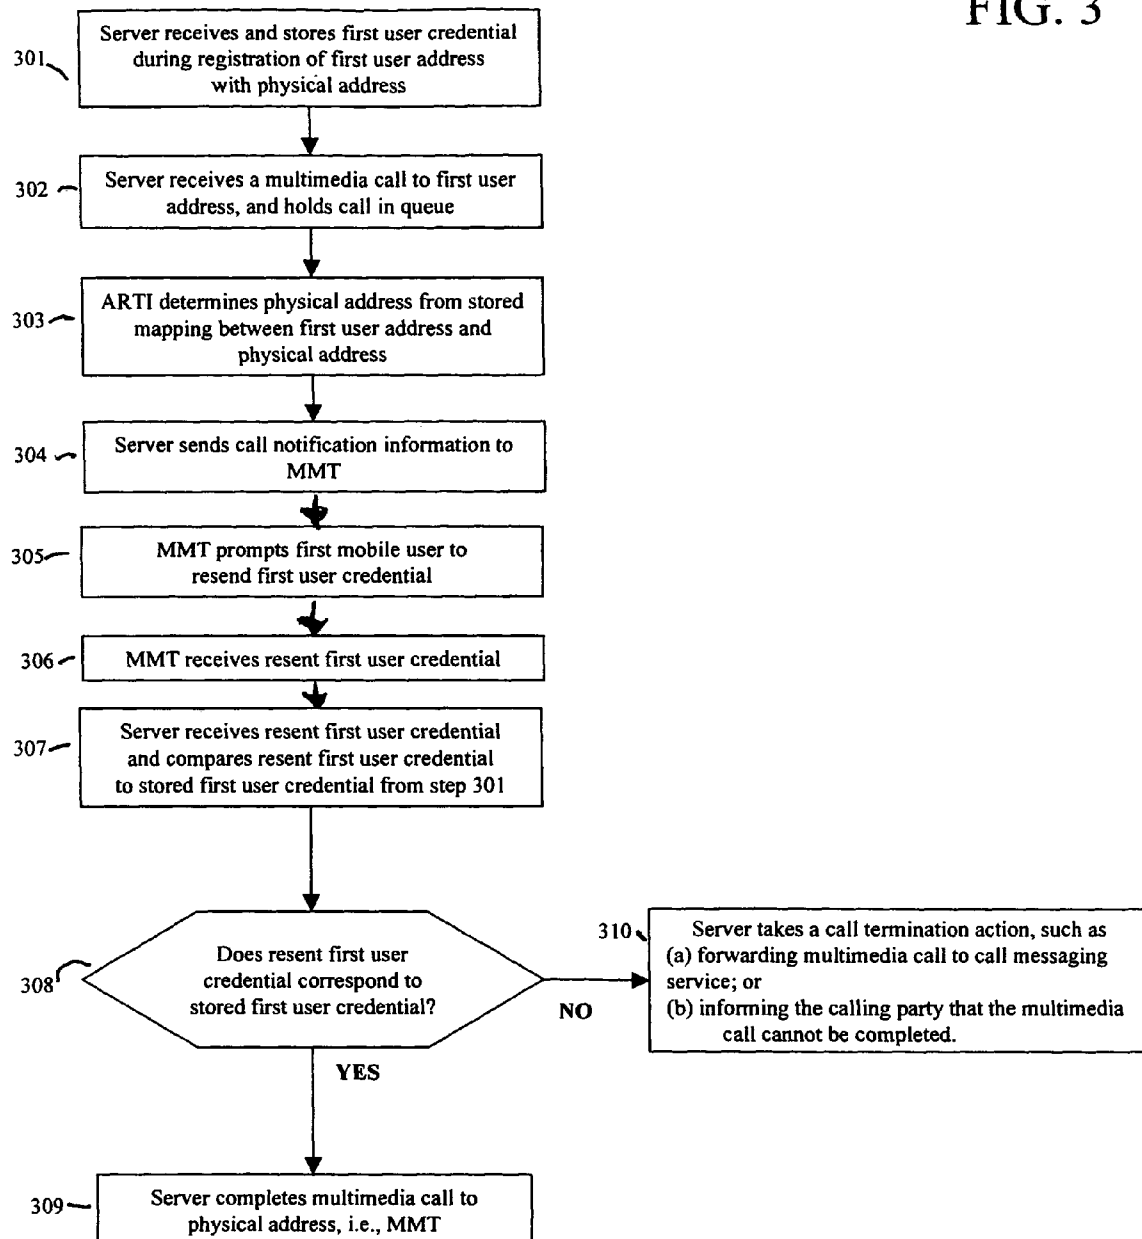 FIG. 3
301
Server receives and stores first user credential
during registration of first user address
with physical address
302
Server receives a multimedia call to first user
address, and holds call in queue
303
ARTI determines physical address from stored
mapping between first user address and
physical address
304
Server sends call notification information to
MMT
305
MMT prompts first mobile user to
resend first user credential
306
MMT receives resent first user credential
307
Server receives resent first user credential
and compares resent first user credential
to stored first user credential from step 301
308
Does resent first user
credential correspond to
stored first user credential?
NO
310
Server takes a call termination action, such as
(a) forwarding multimedia call to call messaging
service; or
(b) informing the calling party that the multimedia
call cannot be completed.
YES
309
Server completes multimedia call to
physical address, i.e., MMT